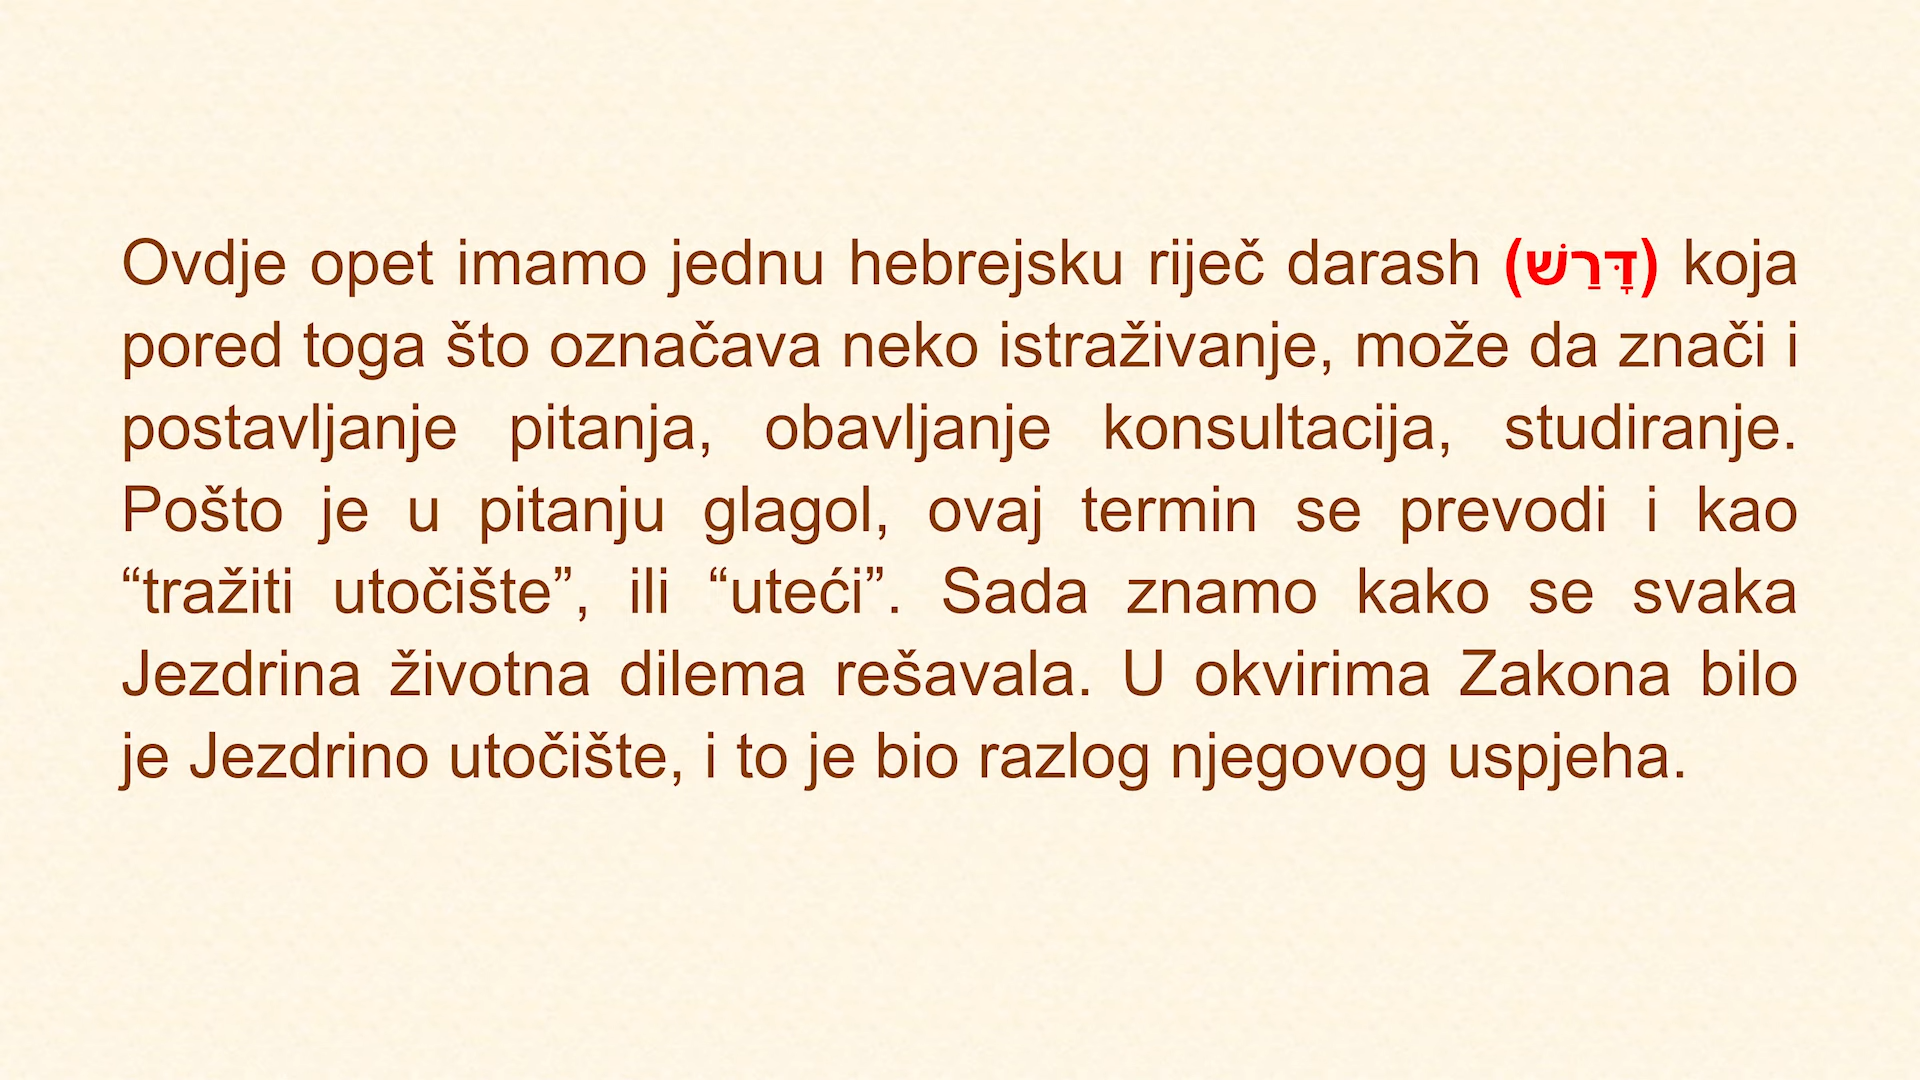 Ovdje opet imamo jednu hebrejsku riječ darash (דָּרַשׁ) koja
pored toga što označava neko istraživanje, može da znači i
postavljanje pitanja, obavljanje konsultacija, studiranje.
Pošto je u pitanju glagol, ovaj termin se prevodi i kao
“tražiti utočište”, ili “uteći”. Sada znamo kako se svaka
Jezdrina životna dilema rešavala. U okvirima Zakona bilo
je Jezdrino utočište, i to je bio razlog njegovog uspjeha.